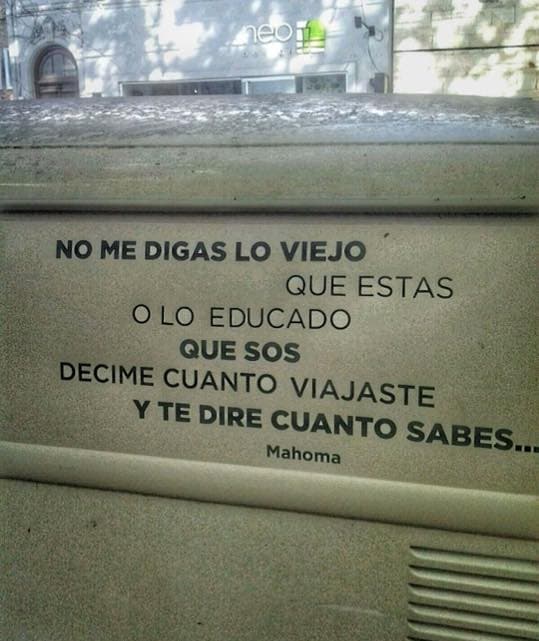 neo
NO ME DIGAS LO VIEJO
QUE ESTAS
O LO EDUCADO
QUE SOS
DECIME CUANTO VIAJASTE
Y TE DIRE CUANTO SABES...
Mahoma